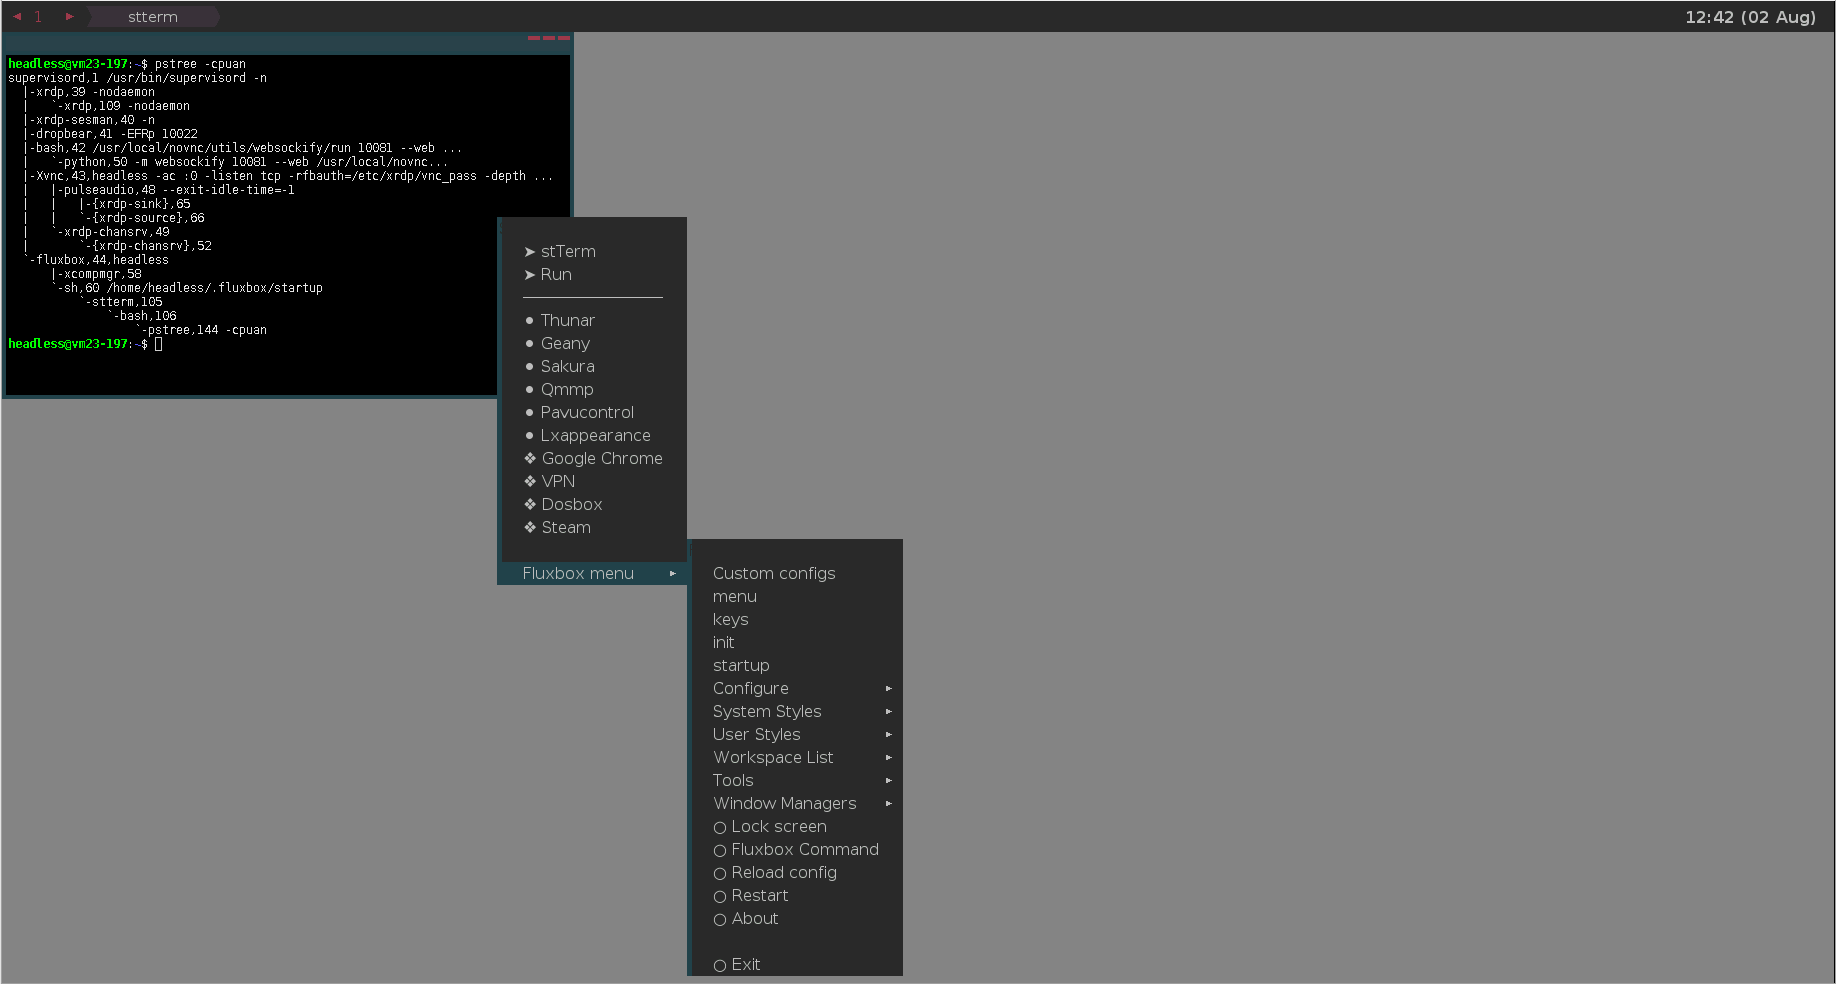 1 stterm 12:42 (02 Aug)
headless@vm23-197:~$ pstree -cpuan
supervisord,1 /usr/bin/supervisord -n
  |-xrdp,39 -nodaemon
  |   `-xrdp,109 -nodaemon
  |-xrdp-sesman,40 -n
  |-dropbear,41 -EFRp 10022
  |-bash,42 /usr/local/novnc/utils/websockify/run 10081 --web ...
  |   `-python,50 -m websockify 10081 --web /usr/local/novnc...
  |-Xvnc,43,headless -ac :0 -listen tcp -rfbauth=/etc/xrdp/vnc_pass -depth ...
  |   |-pulseaudio,48 --exit-idle-time=-1
  |   |   |-{xrdp-sink},65
  |   |   `-{xrdp-source},66
  |   `-xrdp-chansrv,49
  |       `-{xrdp-chansrv},52
  `-fluxbox,44,headless
      |-xcompmgr,58
      `-sh,60 /home/headless/.fluxbox/startup
          `-stterm,105
              `-bash,106
                  `-pstree,144 -cpuan
headless@vm23-197:~$
➤ stTerm
➤ Run
● Thunar
● Geany
● Sakura
● Qmmp
● Pavucontrol
● Lxappearance
❖ Google Chrome
❖ VPN
❖ Dosbox
❖ Steam
Fluxbox menu
Custom configs
menu
keys
init
startup
Configure
System Styles
User Styles
Workspace List
Tools
Window Managers
○ Lock screen
○ Fluxbox Command
○ Reload config
○ Restart
○ About
○ Exit